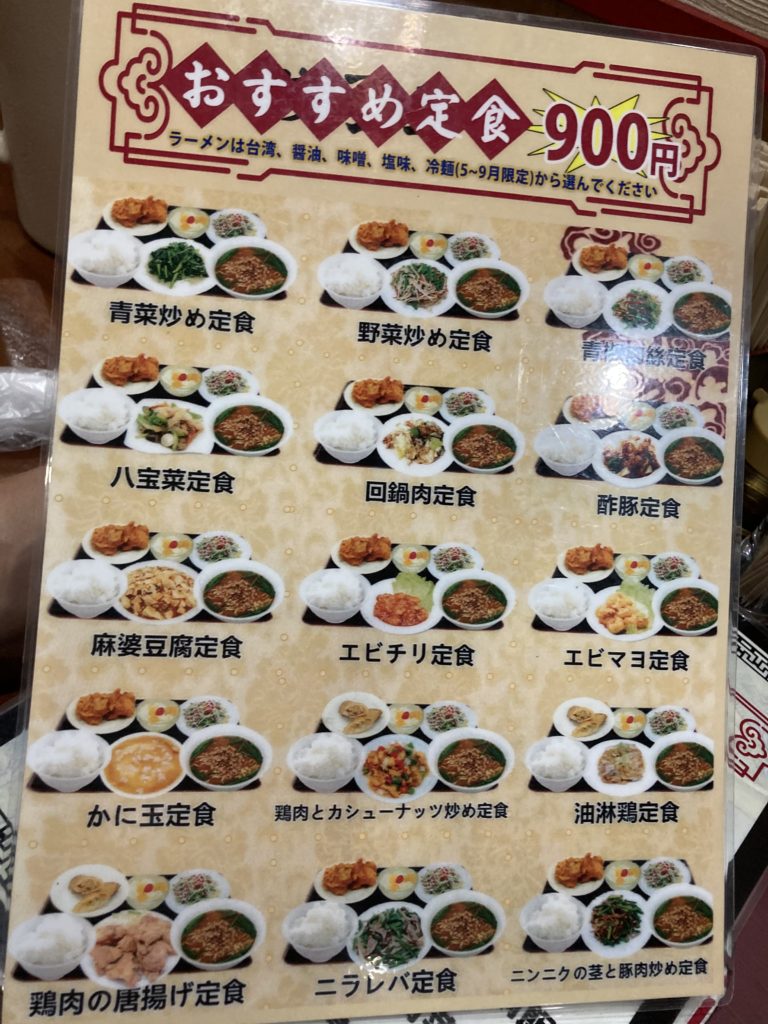 おすすめ定食 900円
ラーメンは台湾、醤油、味噌、塩味、冷麺(5~9月限定)から選んでください
青菜炒め定食
野菜炒め定食
青椒肉絲定食
八宝菜定食
回鍋肉定食
酢豚定食
麻婆豆腐定食
エビチリ定食
エビマヨ定食
かに玉定食
鶏肉とカシューナッツ炒め定食
油淋鶏定食
鶏肉の唐揚げ定食
ニラレバ定食
ニンニクの茎と豚肉炒め定食